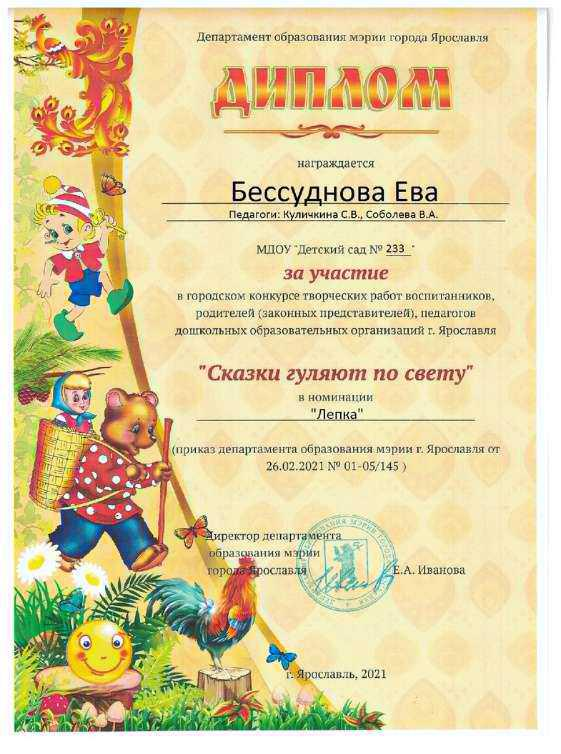 Департамент образования мэрии города Ярославля
ДИПЛОМ
награждается
Бессуднова Ева
Педагоги: Куличкина С.В., Соболева В.А.
МДОУ "Детский сад № 233 "
за участие
в городском конкурсе творческих работ воспитанников,
родителей (законных представителей), педагогов
дошкольных образовательных организаций г. Ярославля
"Сказки гуляют по свету"
в номинации
"Лепка"
(приказ департамента образования мэрии г. Ярославля от
26.02.2021 № 01-05/145 )
Директор департамента
образования мэрии
города Ярославля Е.А. Иванова
г. Ярославль, 2021